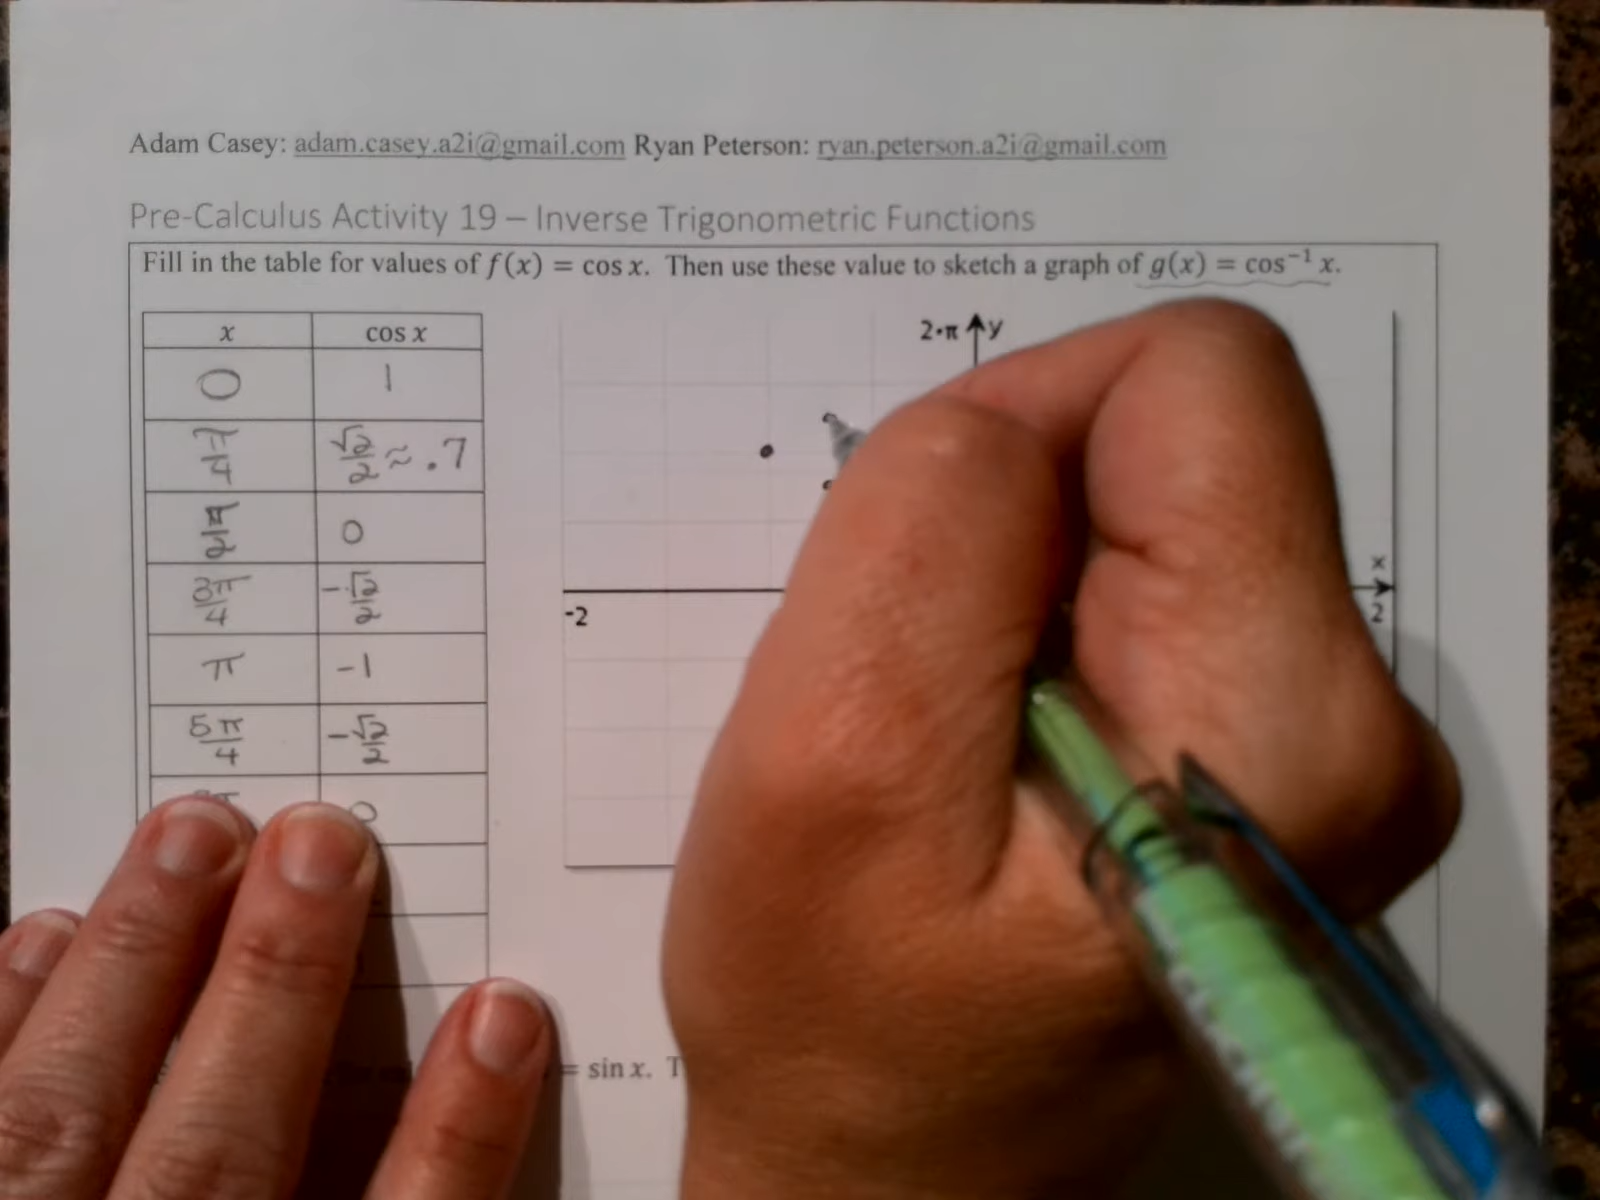 Adam Casey: adam.casey.a2i@gmail.com Ryan Peterson: ryan.peterson.a2i@gmail.com
Pre-Calculus Activity 19 – Inverse Trigonometric Functions
Fill in the table for values of f(x) = cos x. Then use these value to sketch a graph of g(x) = cos⁻¹ x.
x cos x
0 1
π/4 √2/2 ≈ .7
π/2 0
3π/4 -√2/2
π -1
5π/4 -√2/2
0
2·π y
x
-2 2
= sin x.